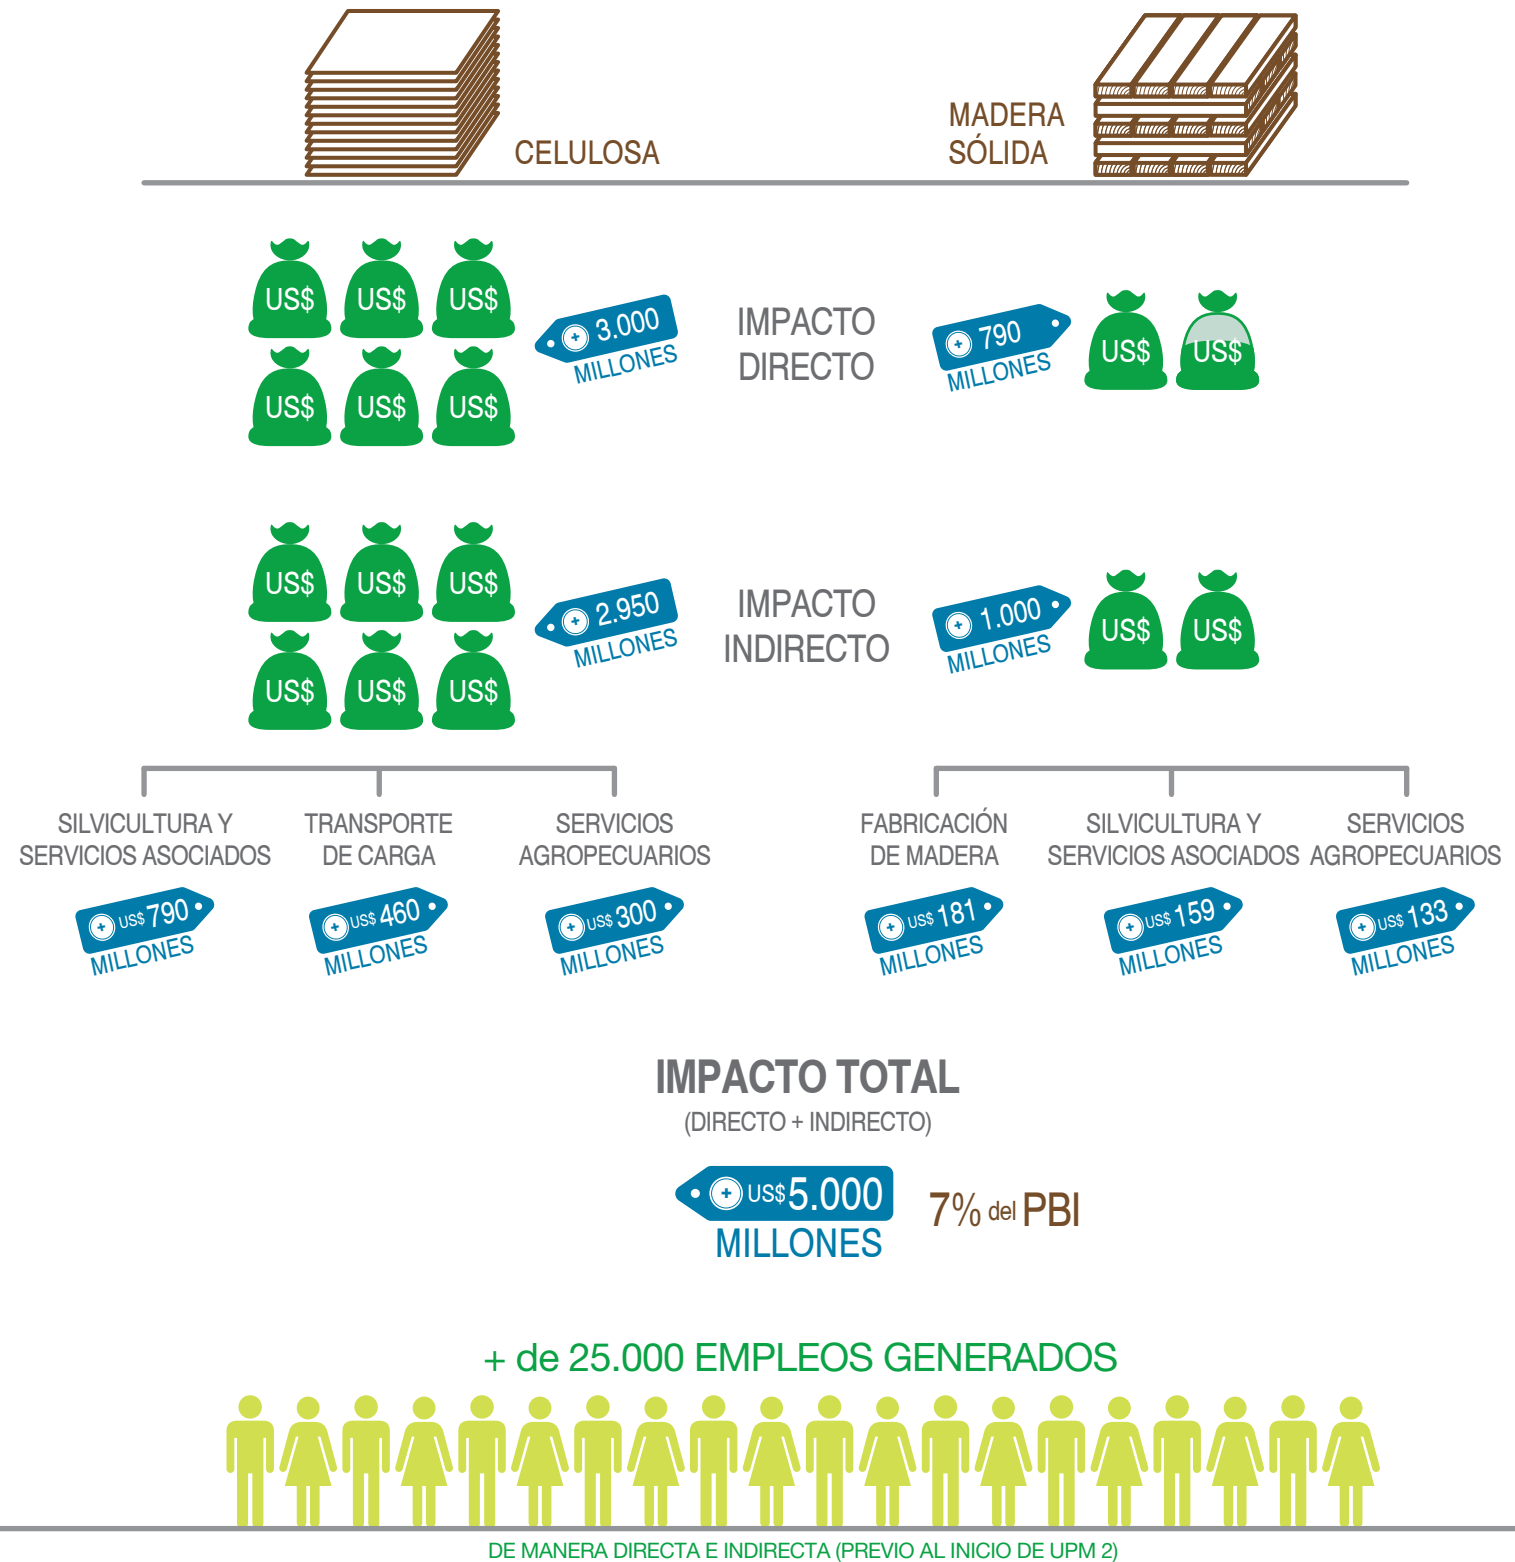 CELULOSA
MADERA
SÓLIDA
US$ US$ US$
US$ US$ US$
+ 3.000
MILLONES
IMPACTO
DIRECTO
+ 790
MILLONES
US$ US$
US$ US$ US$
US$ US$ US$
+ 2.950
MILLONES
IMPACTO
INDIRECTO
+ 1.000
MILLONES
US$ US$
SILVICULTURA Y
SERVICIOS ASOCIADOS
+ US$ 790
MILLONES
TRANSPORTE
DE CARGA
+ US$ 460
MILLONES
SERVICIOS
AGROPECUARIOS
+ US$ 300
MILLONES
FABRICACIÓN
DE MADERA
+ US$ 181
MILLONES
SILVICULTURA Y
SERVICIOS ASOCIADOS
+ US$ 159
MILLONES
SERVICIOS
AGROPECUARIOS
+ US$ 133
MILLONES
IMPACTO TOTAL
(DIRECTO + INDIRECTO)
+ US$ 5.000
MILLONES
7% del PBI
+ de 25.000 EMPLEOS GENERADOS
DE MANERA DIRECTA E INDIRECTA (PREVIO AL INICIO DE UPM 2)